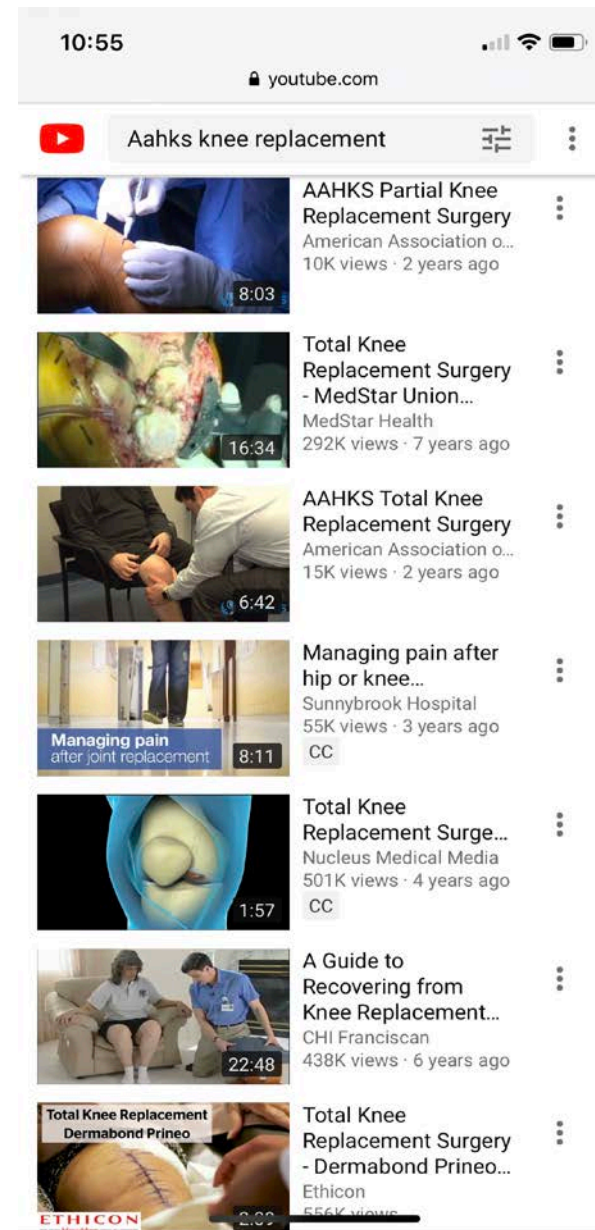 10:55
youtube.com
Aahks knee replacement
8:03
AAHKS Partial Knee
Replacement Surgery
American Association o...
10K views · 2 years ago
16:34
Total Knee
Replacement Surgery
- MedStar Union...
MedStar Health
292K views · 7 years ago
6:42
AAHKS Total Knee
Replacement Surgery
American Association o...
15K views · 2 years ago
Managing pain
after joint replacement
8:11
Managing pain after
hip or knee...
Sunnybrook Hospital
55K views · 3 years ago
CC
1:57
Total Knee
Replacement Surge...
Nucleus Medical Media
501K views · 4 years ago
CC
22:48
A Guide to
Recovering from
Knee Replacement...
CHI Franciscan
438K views · 6 years ago
Total Knee Replacement
Dermabond Prineo
ETHICON
Total Knee
Replacement Surgery
- Dermabond Prineo...
Ethicon
556K views